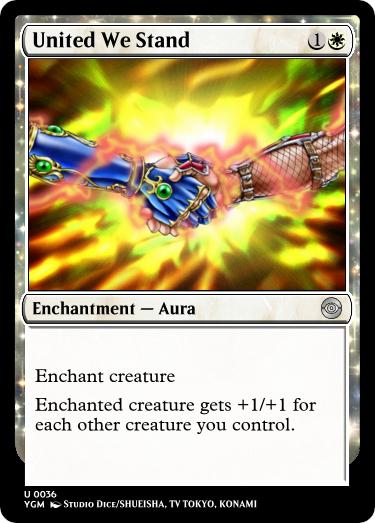 United We Stand 1
Enchantment — Aura
Enchant creature
Enchanted creature gets +1/+1 for
each other creature you control.
U 0036
YGM Studio Dice/SHUEISHA, TV TOKYO, KONAMI